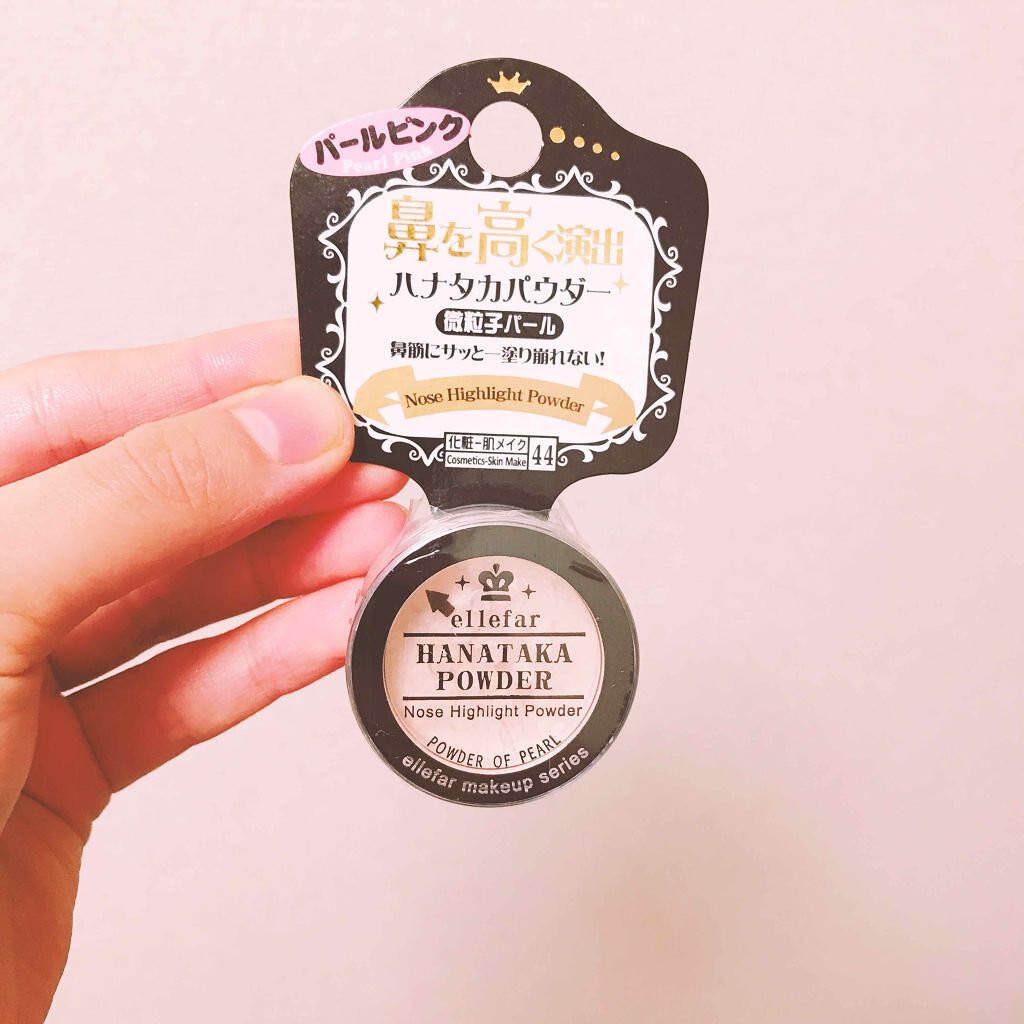 パールピンク
Pearl Pink
鼻を高く演出
ハナタカパウダー
微粒子パール
鼻筋にサッと一塗り崩れない!
Nose Highlight Powder
化粧-肌メイク
Cosmetics-Skin Make
44
ellefar
HANATAKA
POWDER
Nose Highlight Powder
POWDER OF PEARL
ellefar makeup series